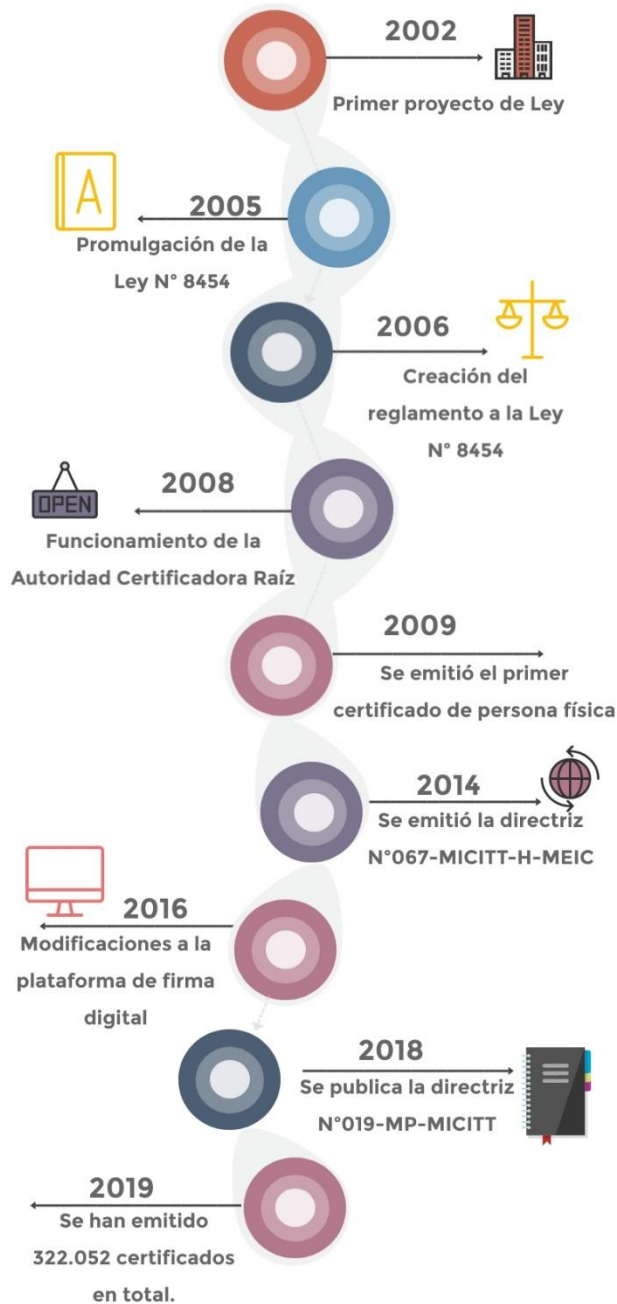 2002
Primer proyecto de Ley
A
2005
Promulgación de la
Ley N° 8454
2006
Creación del
reglamento a la Ley
N° 8454
2008
OPEN
Funcionamiento de la
Autoridad Certificadora Raíz
2009
Se emitió el primer
certificado de persona física
2014
Se emitió la directriz
N°067-MICITT-H-MEIC
2016
Modificaciones a la
plataforma de firma
digital
2018
Se publica la directriz
N°019-MP-MICITT
2019
Se han emitido
322.052 certificados
en total.